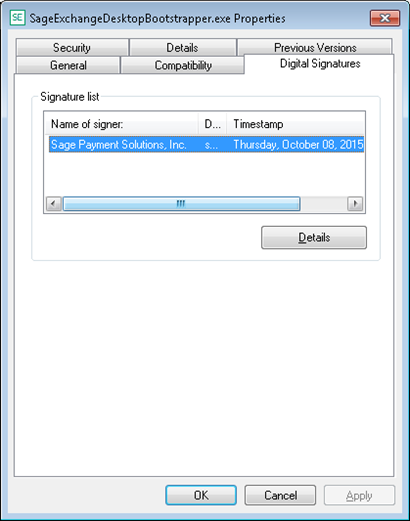 SE SageExchangeDesktopBootstrapper.exe Properties
Security Details Previous Versions
General Compatibility Digital Signatures
Signature list
Name of signer: D... Timestamp
Sage Payment Solutions, Inc. s... Thursday, October 08, 2015
Details
OK Cancel Apply